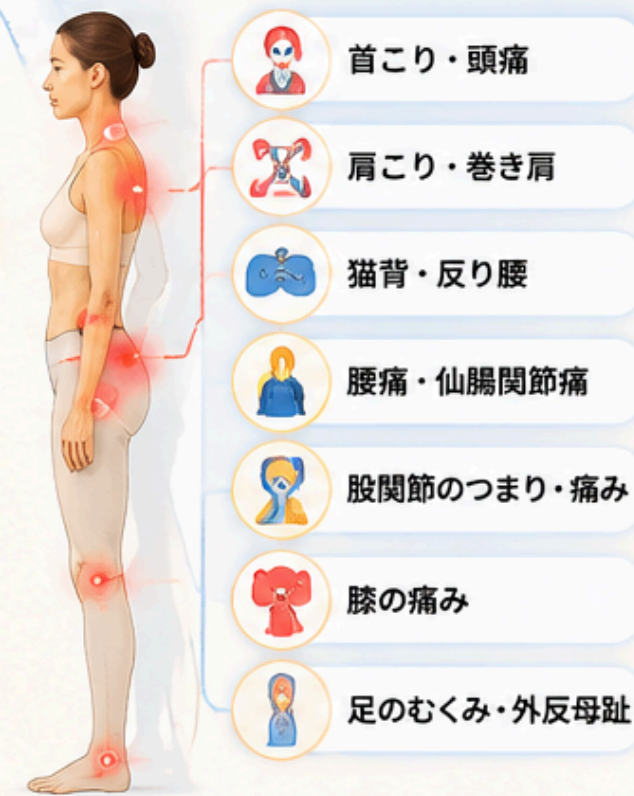 首こり・頭痛
肩こり・巻き肩
猫背・反り腰
腰痛・仙腸関節痛
股関節のつまり・痛み
膝の痛み
足のむくみ・外反母趾